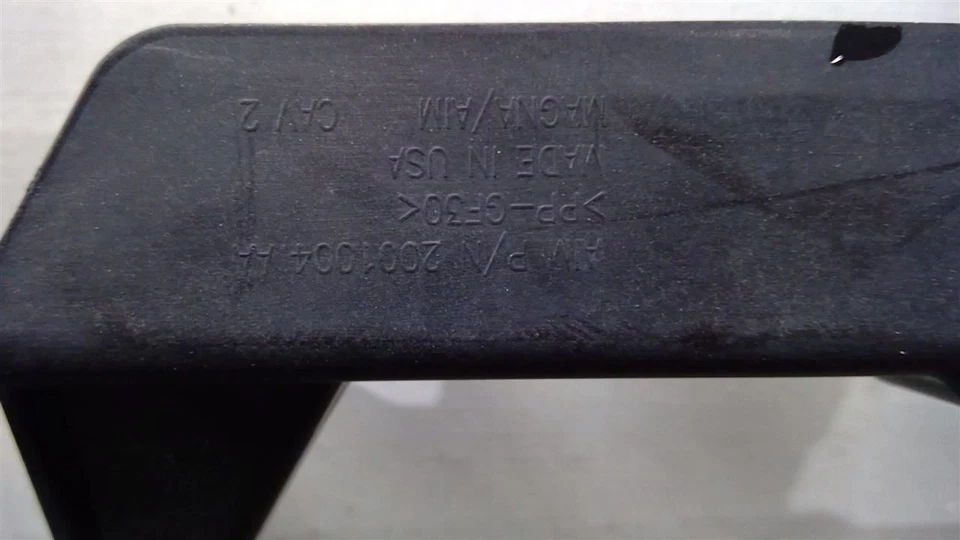 AIM P/N 2001004 AA
>PP-GF30<
MADE IN USA
MAGNA/AIM CAV 2